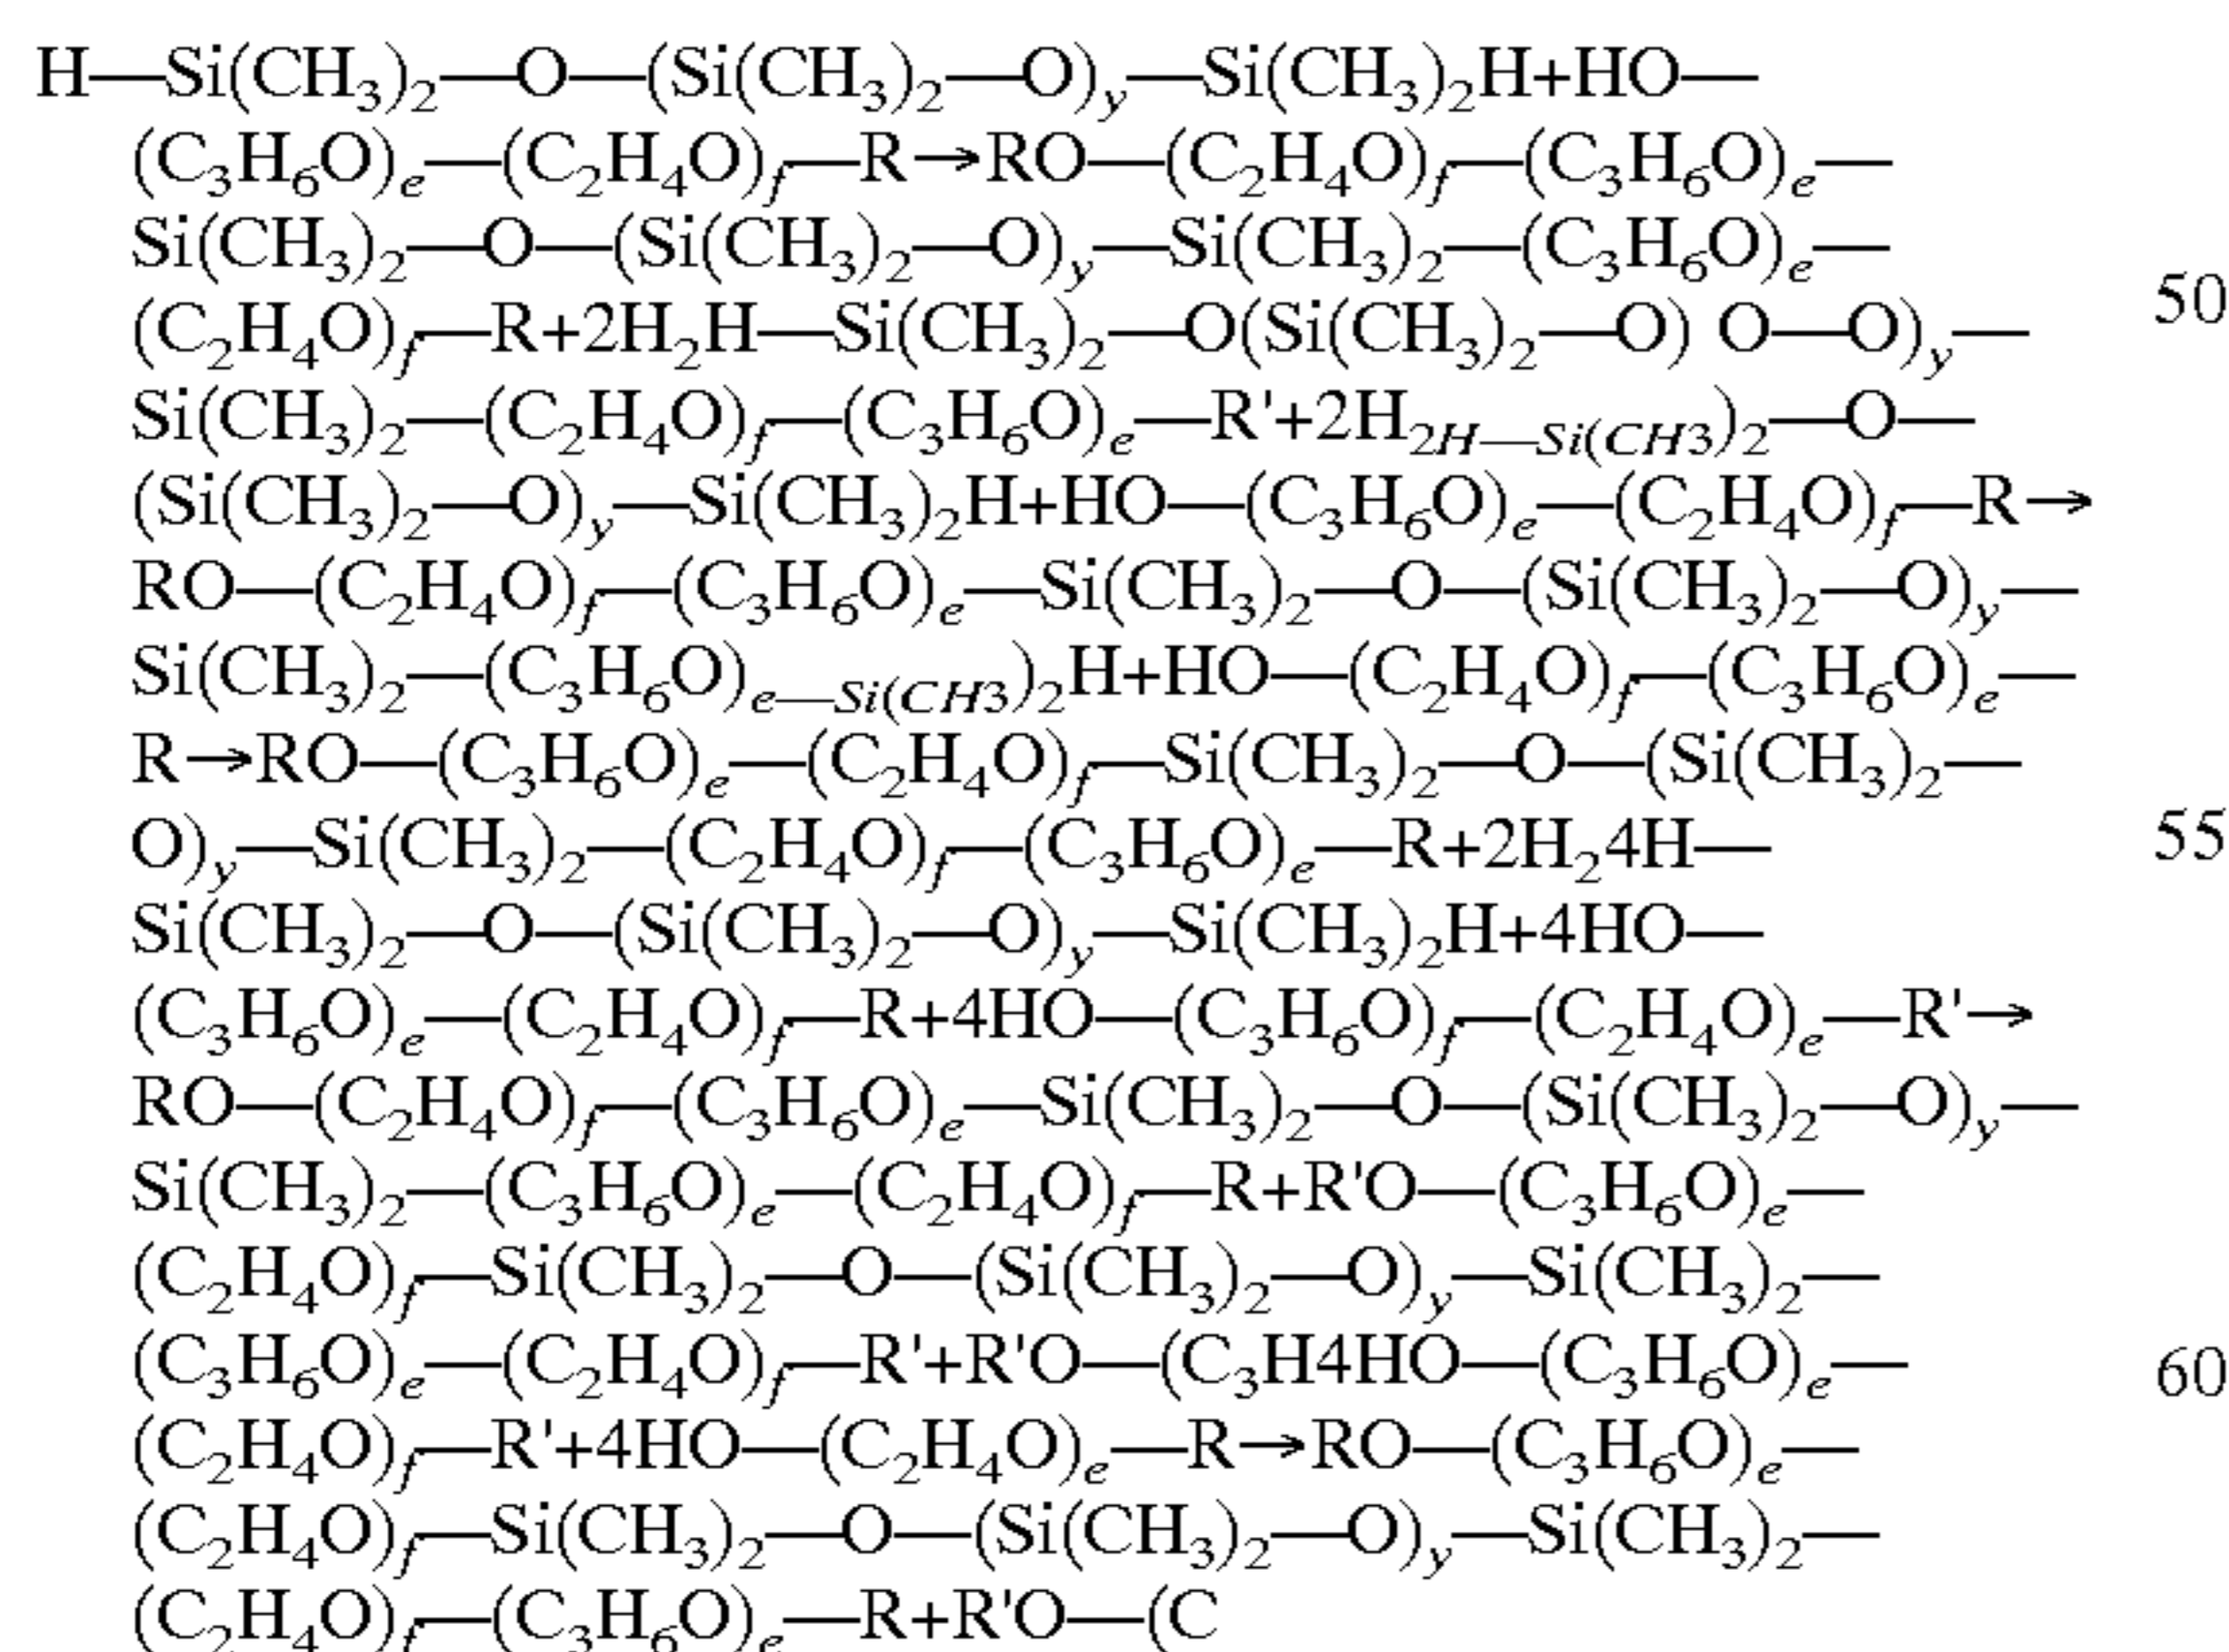 H—Si(CH₃)₂—O—(Si(CH₃)₂—O)y—Si(CH₃)₂H+HO—
(C₃H₆O)e—(C₂H₄O)f—R→RO—(C₂H₄O)f—(C₃H₆O)e—
Si(CH₃)₂—O—(Si(CH₃)₂—O)y—Si(CH₃)₂—(C₃H₆O)e—
50
(C₂H₄O)f—R+2H₂H—Si(CH₃)₂—O(Si(CH₃)₂—O) O—O)y—
Si(CH₃)₂—(C₂H₄O)f—(C₃H₆O)e—R'+2H₂H—Si(CH3)₂—O—
(Si(CH₃)₂—O)y—Si(CH₃)₂H+HO—(C₃H₆O)e—(C₂H₄O)f—R→
RO—(C₂H₄O)f—(C₃H₆O)e—Si(CH₃)₂—O—(Si(CH₃)₂—O)y—
Si(CH₃)₂—(C₃H₆O)e—Si(CH3)₂H+HO—(C₂H₄O)f—(C₃H₆O)e—
R→RO—(C₃H₆O)e—(C₂H₄O)f—Si(CH₃)₂—O—(Si(CH₃)₂—
O)y—Si(CH₃)₂—(C₂H₄O)f—(C₃H₆O)e—R+2H₂4H—
55
Si(CH₃)₂—O—(Si(CH₃)₂—O)y—Si(CH₃)₂H+4HO—
(C₃H₆O)e—(C₂H₄O)f—R+4HO—(C₃H₆O)f—(C₂H₄O)e—R'→
RO—(C₂H₄O)f—(C₃H₆O)e—Si(CH₃)₂—O—(Si(CH₃)₂—O)y—
Si(CH₃)₂—(C₃H₆O)e—(C₂H₄O)f—R+R'O—(C₃H₆O)e—
(C₂H₄O)f—Si(CH₃)₂—O—(Si(CH₃)₂—O)y—Si(CH₃)₂—
(C₃H₆O)e—(C₂H₄O)f—R'+R'O—(C₃H4HO—(C₃H₆O)e—
60
(C₂H₄O)f—R'+4HO—(C₂H₄O)e—R→RO—(C₃H₆O)e—
(C₂H₄O)f—Si(CH₃)₂—O—(Si(CH₃)₂—O)y—Si(CH₃)₂—
(C₂H₄O)f—(C₃H₆O)e—R+R'O—(C